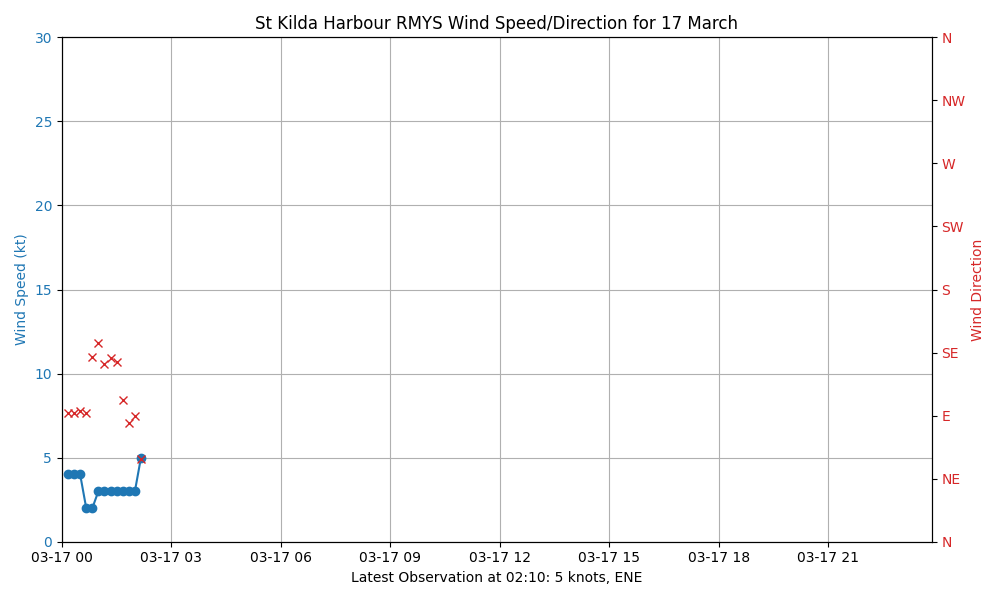 St Kilda Harbour RMYS Wind Speed/Direction for 17 March
30
25
20
15
10
5
0
Wind Speed (kt)
N
NW
W
SW
S
SE
E
NE
N
Wind Direction
03-17 00
03-17 03
03-17 06
03-17 09
03-17 12
03-17 15
03-17 18
03-17 21
Latest Observation at 02:10: 5 knots, ENE